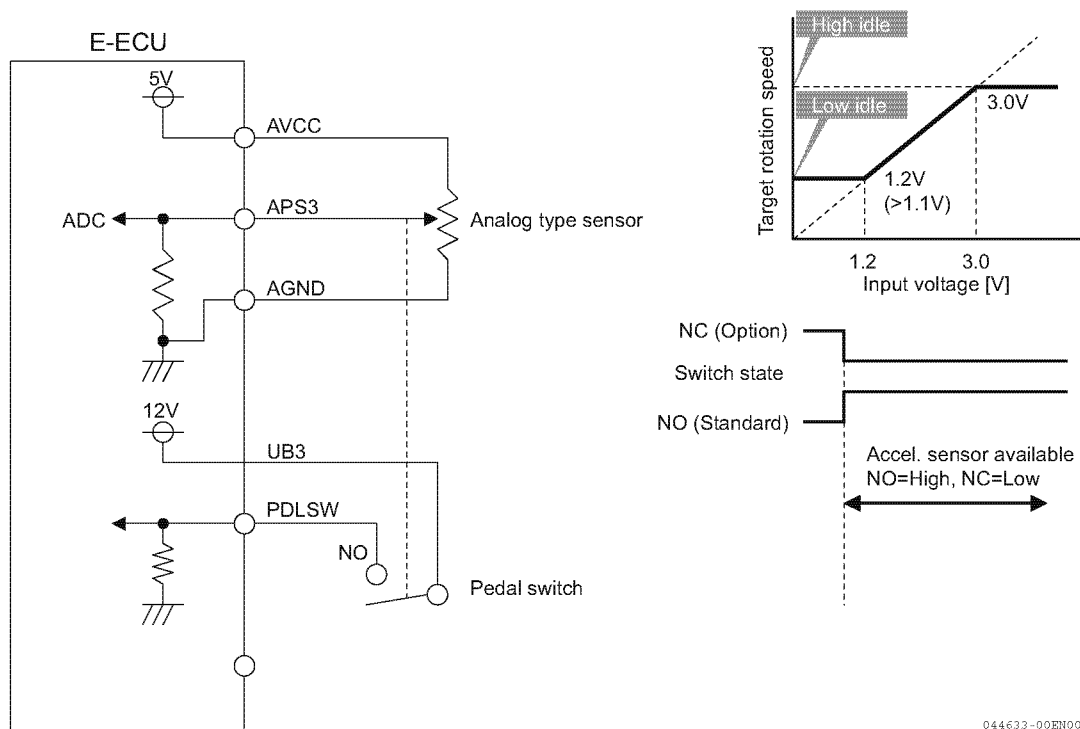 E-ECU
5V
AVCC
ADC
APS3
Analog type sensor
AGND
12V
UB3
PDLSW
NO
Pedal switch
High idle
Low idle
Target rotation speed
3.0V
1.2V
(>1.1V)
1.2
3.0
Input voltage [V]
NC (Option)
Switch state
NO (Standard)
Accel. sensor available
NO=High, NC=Low
044633-00EN00